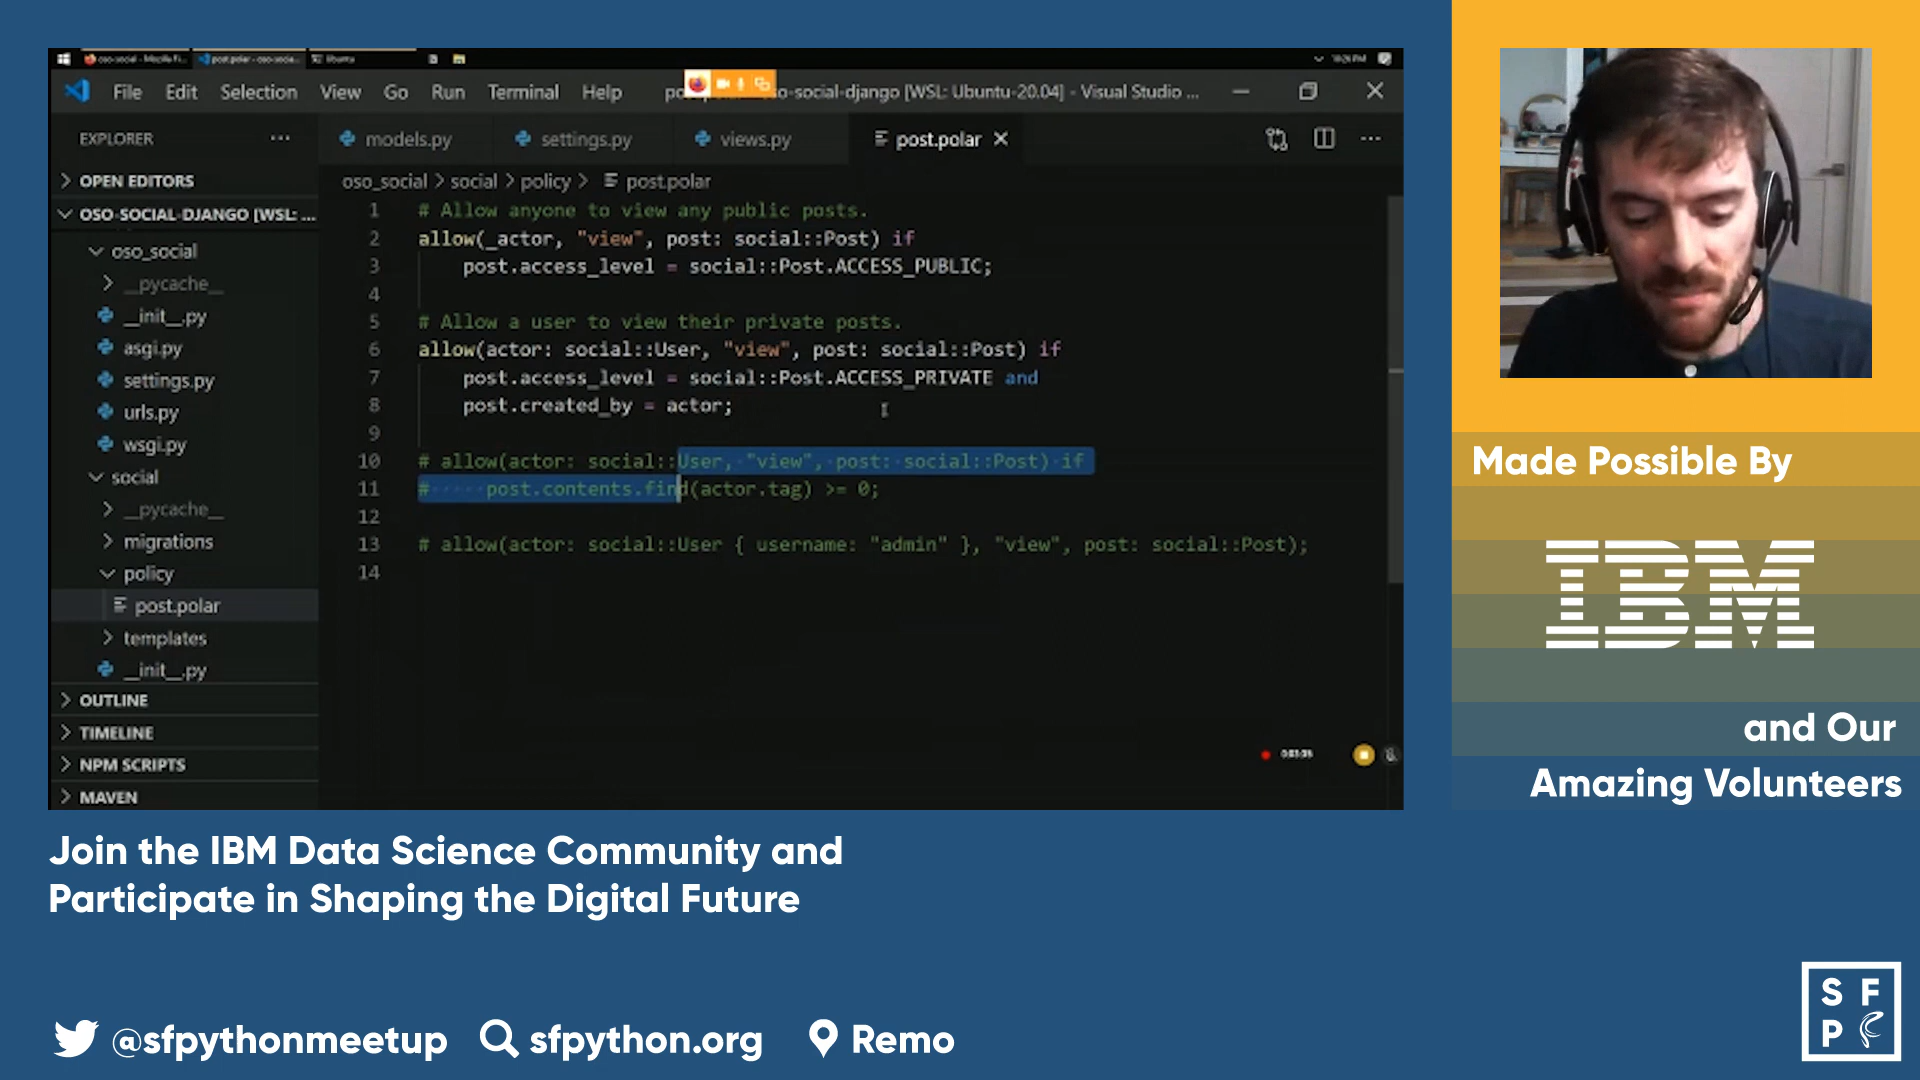 File Edit Selection View Go Run Terminal Help
so-social-django [WSL: Ubuntu-20.04] - Visual Studio ...
EXPLORER
models.py
settings.py
views.py
post.polar
OPEN EDITORS
OSO-SOCIAL-DJANGO [WSL: ...
oso_social
__pycache__
__init__.py
asgi.py
settings.py
urls.py
wsgi.py
social
__pycache__
migrations
policy
post.polar
templates
__init__.py
OUTLINE
TIMELINE
NPM SCRIPTS
MAVEN
oso_social > social > policy > post.polar
1 # Allow anyone to view any public posts.
2 allow(_actor, "view", post: social::Post) if
3 post.access_level = social::Post.ACCESS_PUBLIC;
4
5 # Allow a user to view their private posts.
6 allow(actor: social::User, "view", post: social::Post) if
7 post.access_level = social::Post.ACCESS_PRIVATE and
8 post.created_by = actor;
9
10 # allow(actor: social::User, "view", post: social::Post) if
11 # post.contents.find(actor.tag) >= 0;
12
13 # allow(actor: social::User { username: "admin" }, "view", post: social::Post);
14
Made Possible By
IBM
and Our
Amazing Volunteers
Join the IBM Data Science Community and
Participate in Shaping the Digital Future
@sfpythonmeetup sfpython.org Remo
S F
P